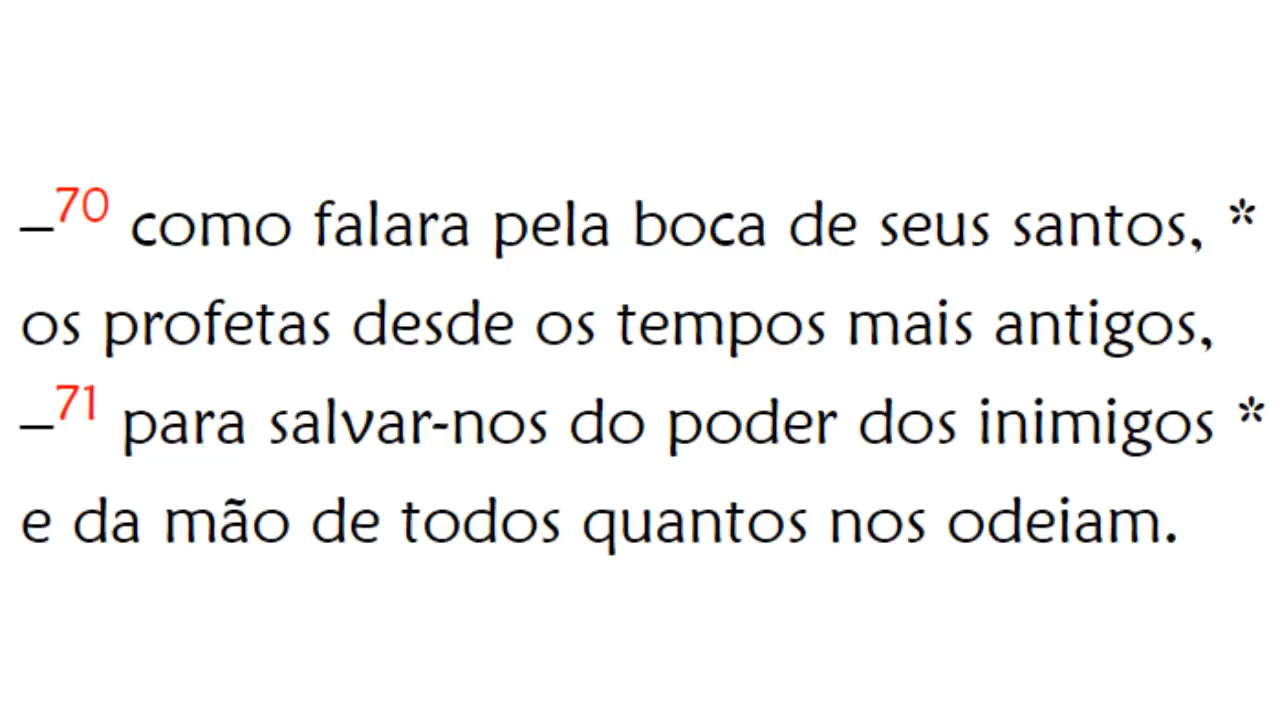 –70 como falara pela boca de seus santos, *
os profetas desde os tempos mais antigos,
–71 para salvar-nos do poder dos inimigos *
e da mão de todos quantos nos odeiam.